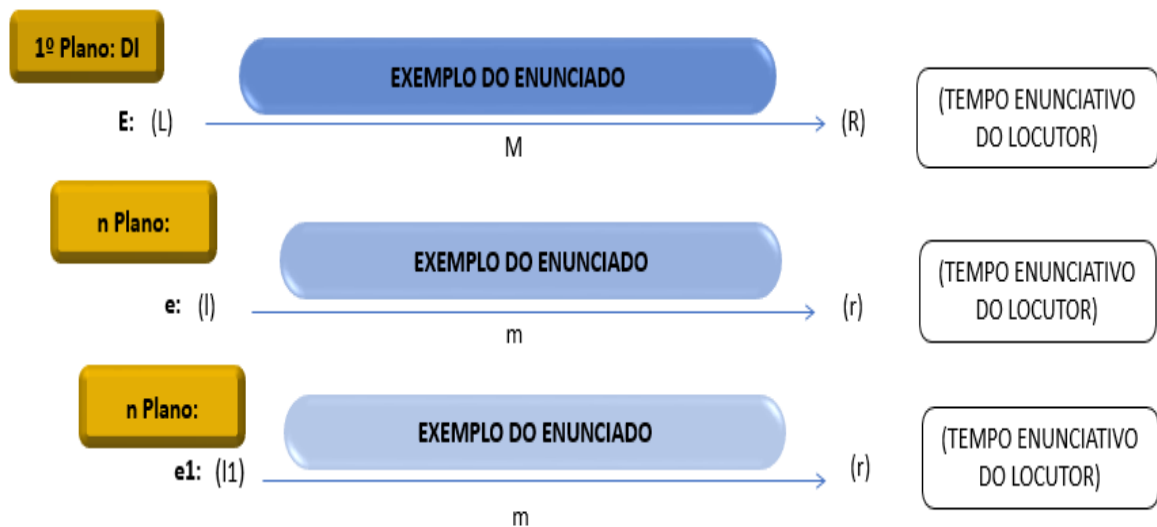 1º Plano: DI
EXEMPLO DO ENUNCIADO
E: (L)
M
(R)
(TEMPO ENUNCIATIVO
DO LOCUTOR)
n Plano:
EXEMPLO DO ENUNCIADO
e: (l)
m
(r)
(TEMPO ENUNCIATIVO
DO LOCUTOR)
n Plano:
EXEMPLO DO ENUNCIADO
e1: (l1)
m
(r)
(TEMPO ENUNCIATIVO
DO LOCUTOR)